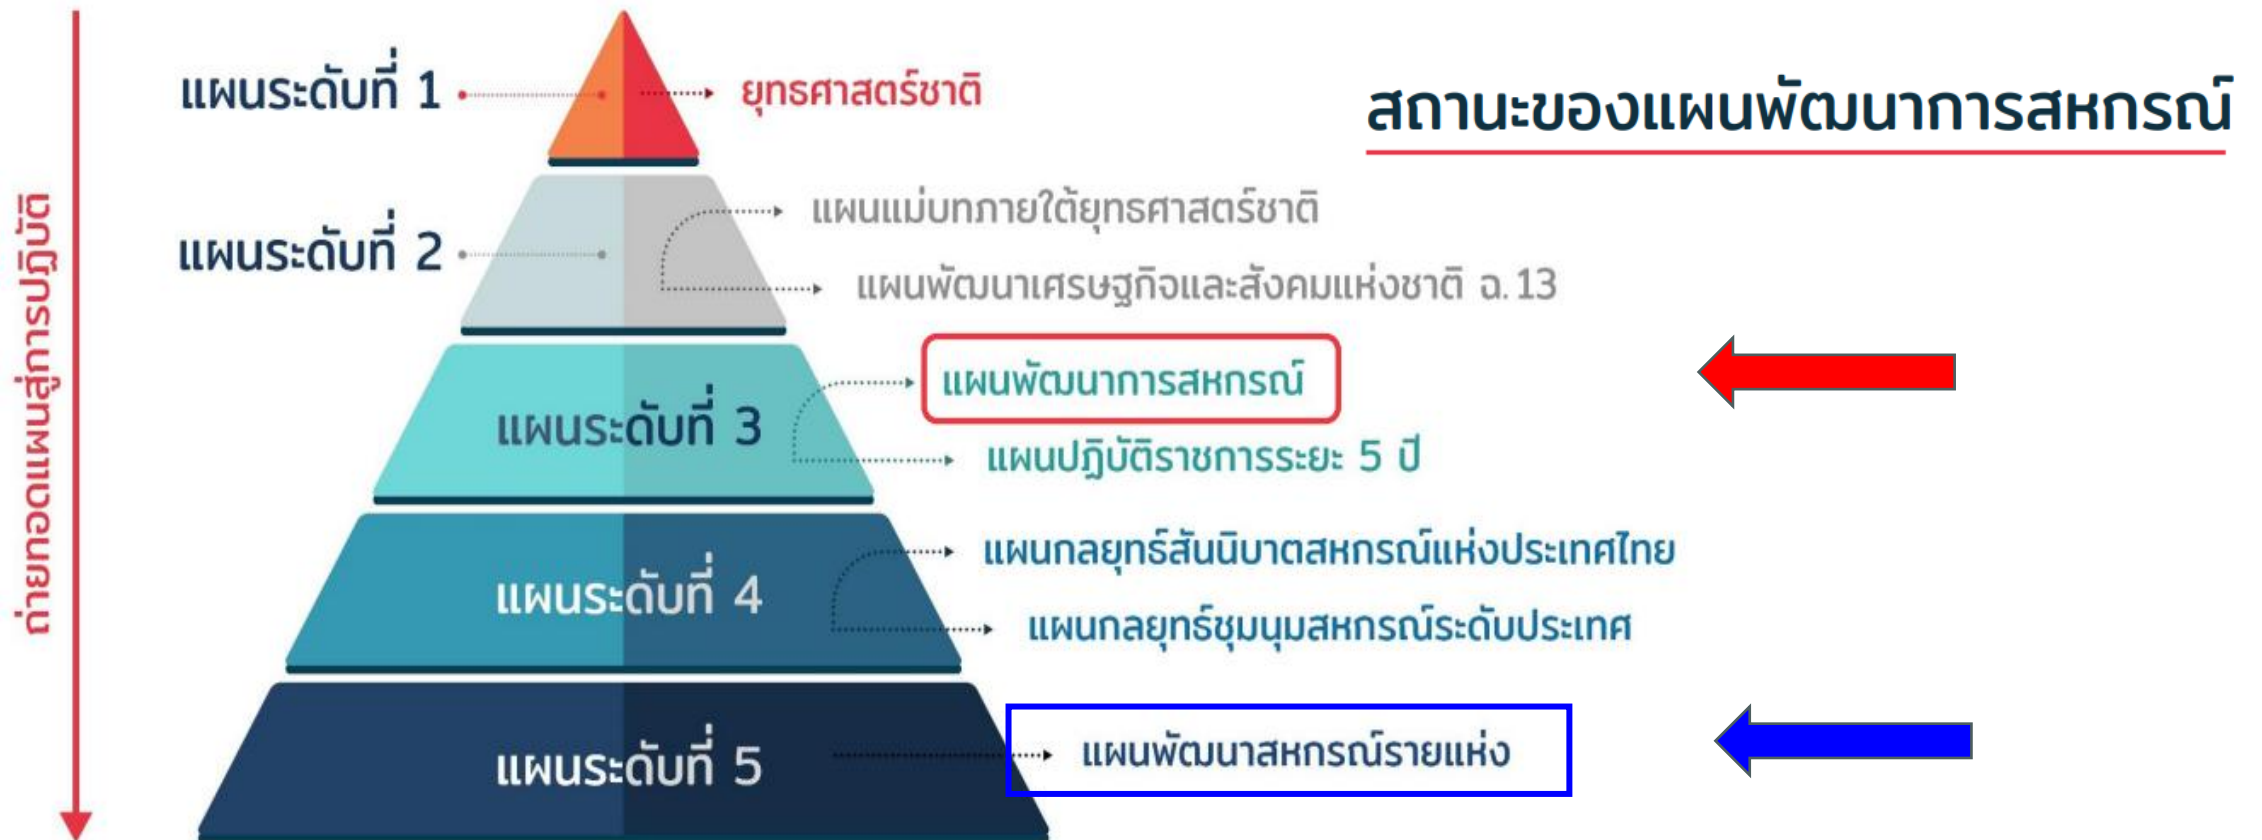 สถานะของแผนพัฒนาการสหกรณ์
แผนระดับที่ 1
ยุทธศาสตร์ชาติ
แผนระดับที่ 2
แผนแม่บทภายใต้ยุทธศาสตร์ชาติ
แผนพัฒนาเศรษฐกิจและสังคมแห่งชาติ ฉ. 13
แผนระดับที่ 3
แผนพัฒนาการสหกรณ์
แผนปฏิบัติราชการระยะ 5 ปี
แผนระดับที่ 4
แผนกลยุทธ์สันนิบาตสหกรณ์แห่งประเทศไทย
แผนกลยุทธ์ชุมนุมสหกรณ์ระดับประเทศ
แผนระดับที่ 5
แผนพัฒนาสหกรณ์รายแห่ง
ถ่ายทอดแผนสู่การปฏิบัติ